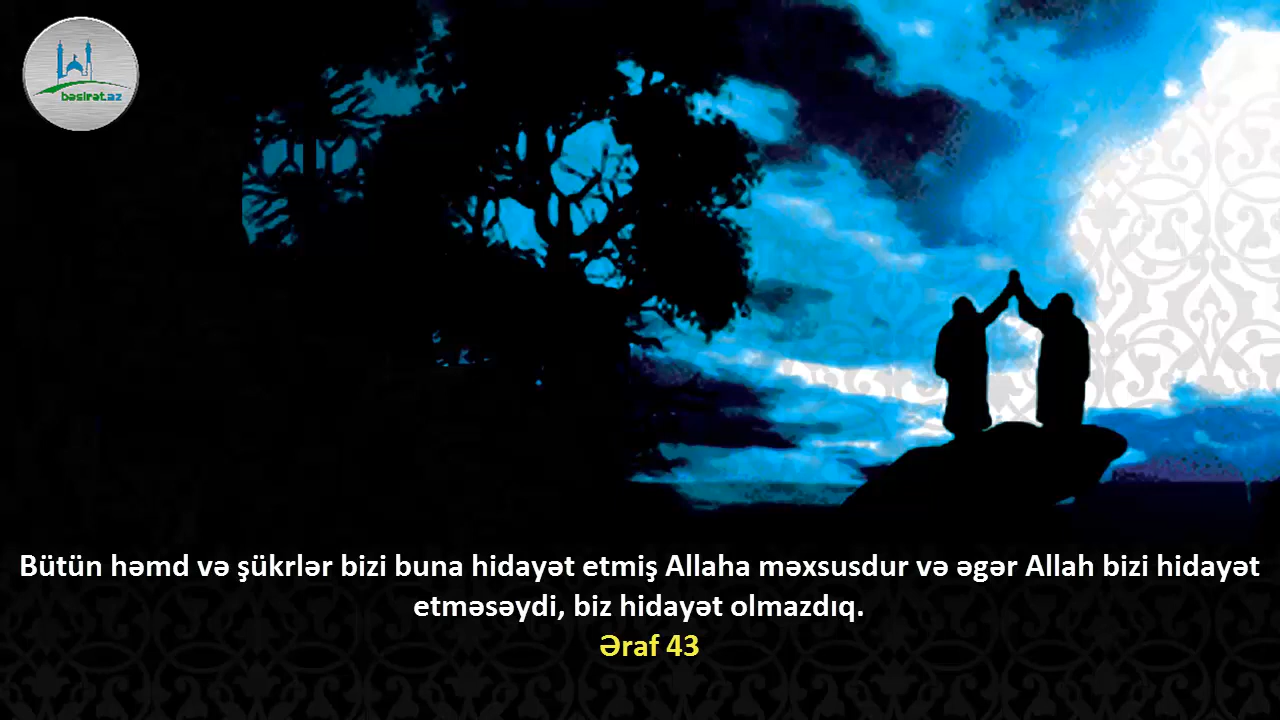 basirat.az
Bütün həmd və şükrlər bizi buna hidayət etmiş Allaha məxsusdur və əgər Allah bizi hidayət
etməsəydi, biz hidayət olmazdıq.
Əraf 43